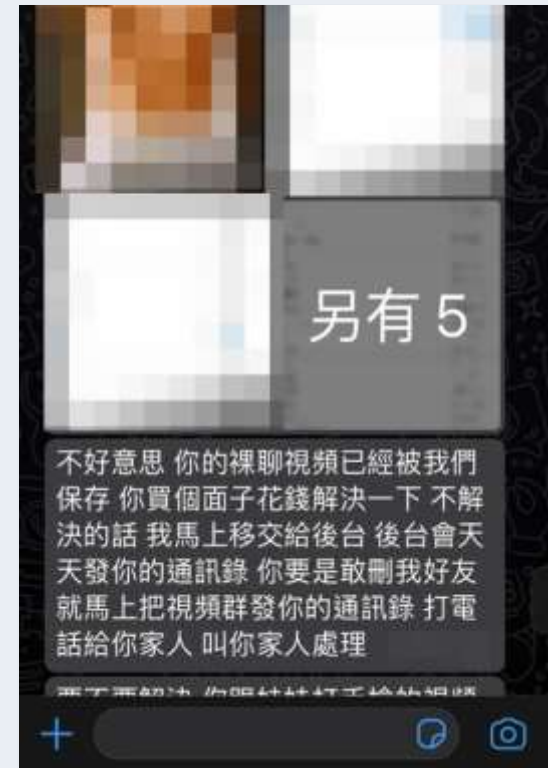 另有 5
不好意思 你的裸聊視頻已經被我們
保存 你買個面子花錢解決一下 不解
決的話 我馬上移交給後台 後台會天
天發你的通訊錄 你要是敢刪我好友
就馬上把視頻群發你的通訊錄 打電
話給你家人 叫你家人處理